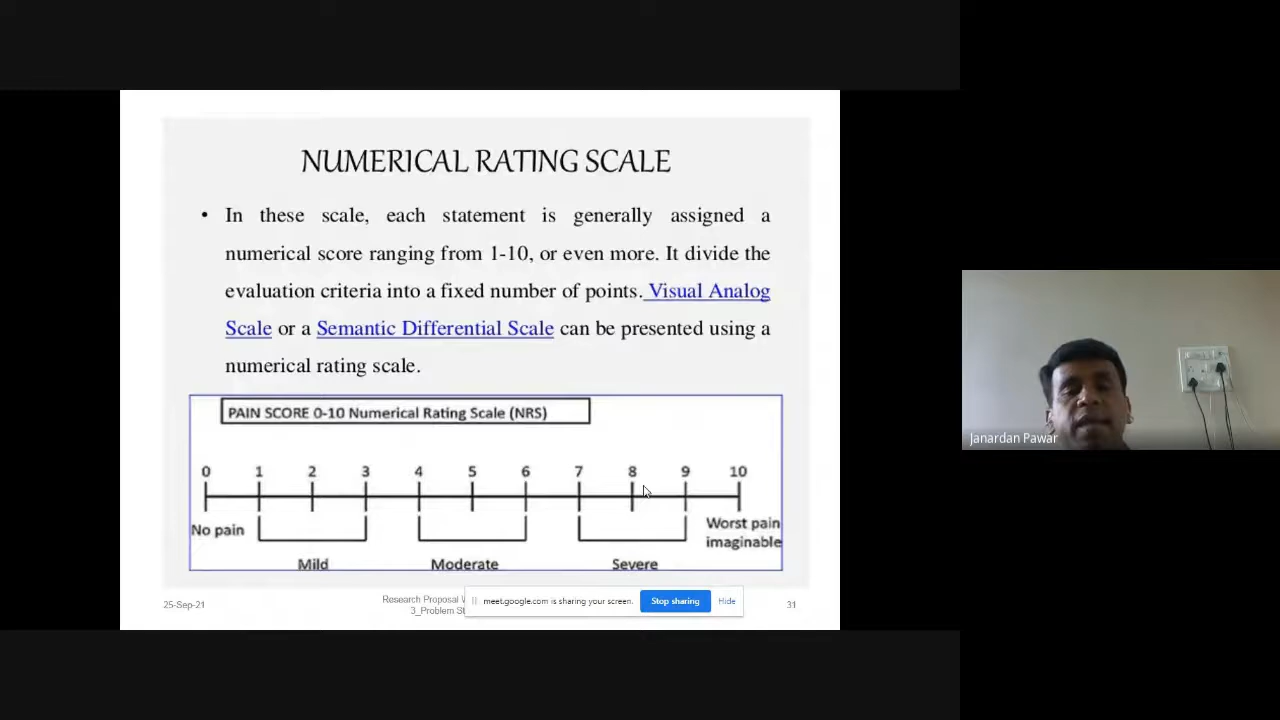 NUMERICAL RATING SCALE
• In these scale, each statement is generally assigned a
numerical score ranging from 1-10, or even more. It divide the
evaluation criteria into a fixed number of points. Visual Analog
Scale or a Semantic Differential Scale can be presented using a
numerical rating scale.
PAIN SCORE 0-10 Numerical Rating Scale (NRS)
0 1 2 3 4 5 6 7 8 9 10
No pain
Worst pain
imaginable
Mild Moderate Severe
25-Sep-21
Research Proposal
3_Problem
31
meet.google.com is sharing your screen. Stop sharing Hide
Janardan Pawar